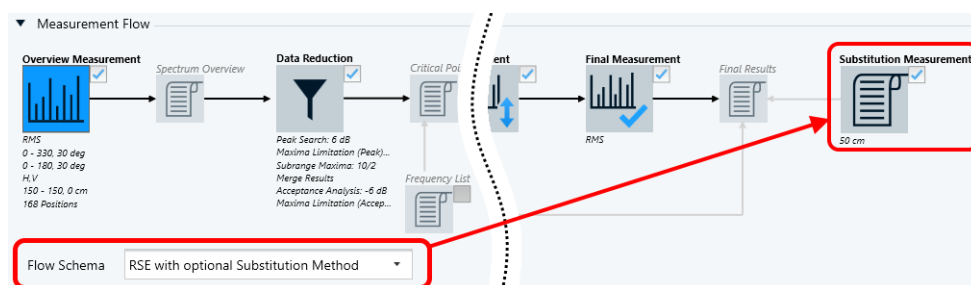 Measurement Flow
Overview Measurement
Spectrum Overview
Data Reduction
Critical Poi
ent
Final Measurement
Final Results
Substitution Measurement
RMS
0 - 330, 30 deg
0 - 180, 30 deg
H,V
150 - 150, 0 cm
168 Positions
Peak Search: 6 dB
Maxima Limitation (Peak)...
Subrange Maxima: 10/2
Merge Results
Acceptance Analysis: -6 dB
Maxima Limitation (Accep...
Frequency List
RMS
50 cm
Flow Schema
RSE with optional Substitution Method